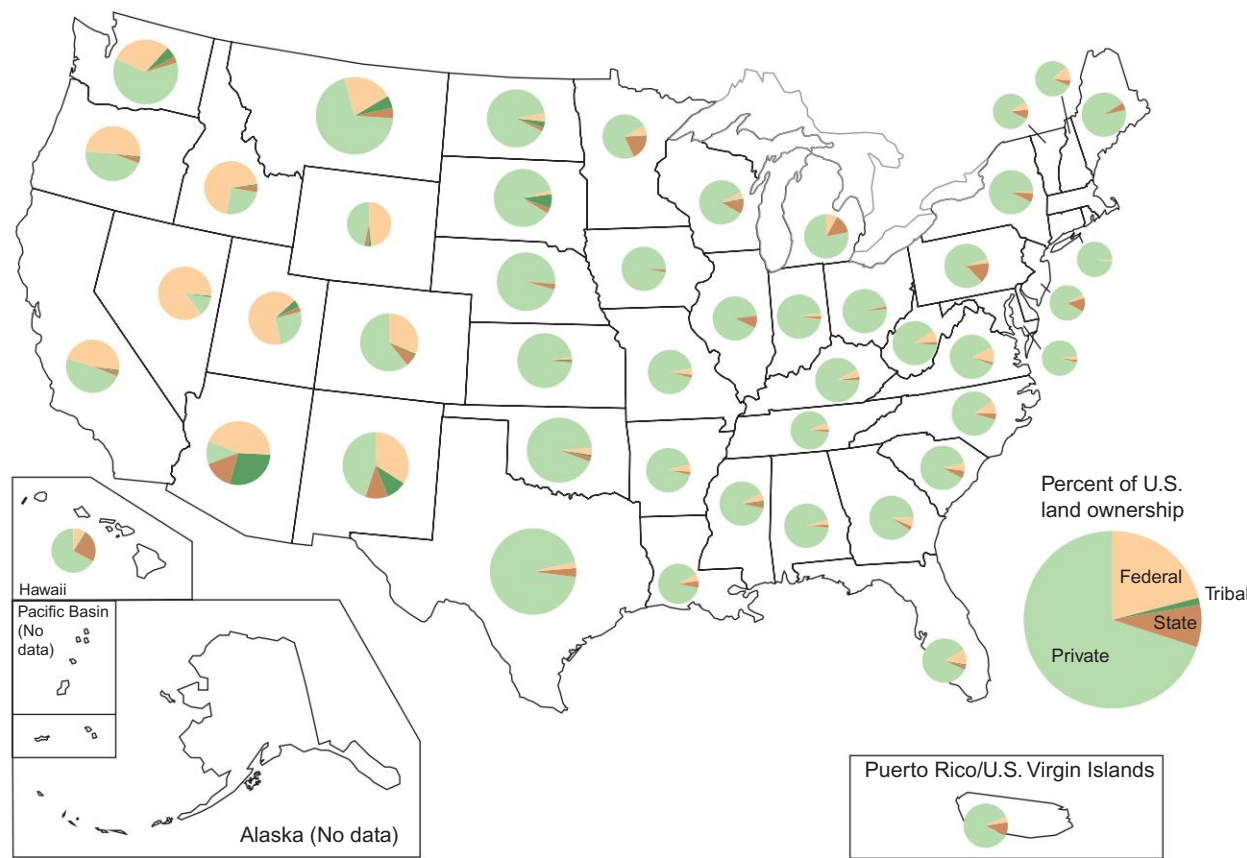 Percent of U.S.
land ownership
Federal
Tribal
State
Private
Hawaii
Pacific Basin
(No
data)
Alaska (No data)
Puerto Rico/U.S. Virgin Islands